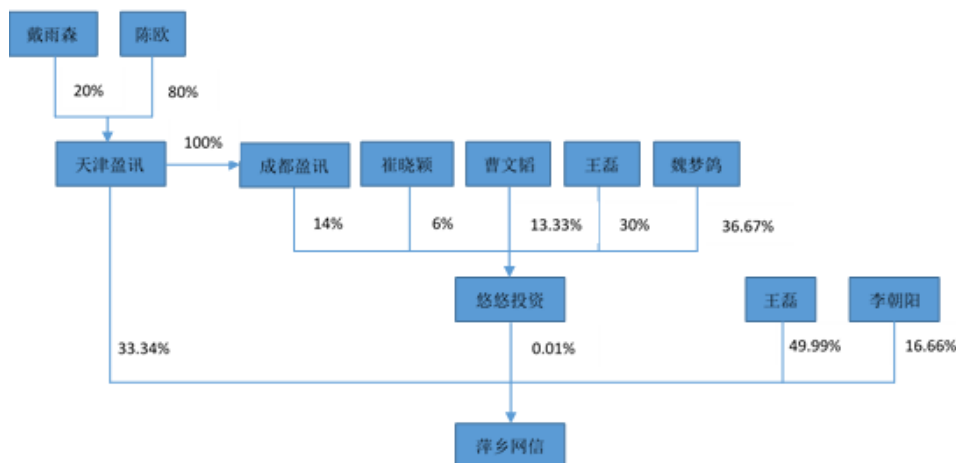 戴雨森
陈欧
20%
80%
天津盈讯
100%
成都盈讯
崔晓颖
曹文韬
王磊
魏梦鸽
14%
6%
13.33%
30%
36.67%
悠悠投资
王磊
李朝阳
33.34%
0.01%
49.99%
16.66%
萍乡网信